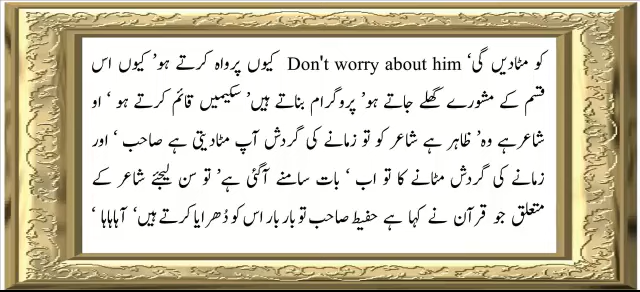 کو مٹادیں گی‘ Don't worry about him کیوں پرواہ کرتے ہو’ کیوں اس
قسم کے مشورے گھلے جاتے ہو’ پروگرام بناتے ہیں’ سکیمیں قائم کرتے ہو ‘ او
شاعر ہے وہ’ ظاہر ہے شاعر کو تو زمانے کی گردش آپ مٹادیتی ہے صاحب ‘ اور
زمانے کی گردش مٹانے کا تو اب ‘ بات سامنے آگئی ہے’ تو سن لیجئے شاعر کے
متعلق جو قرآن نے کہا ہے حفیظ صاحب تو بار بار اس کو دُھرایا کرتے ہیں‘ آہاہاہا ‘